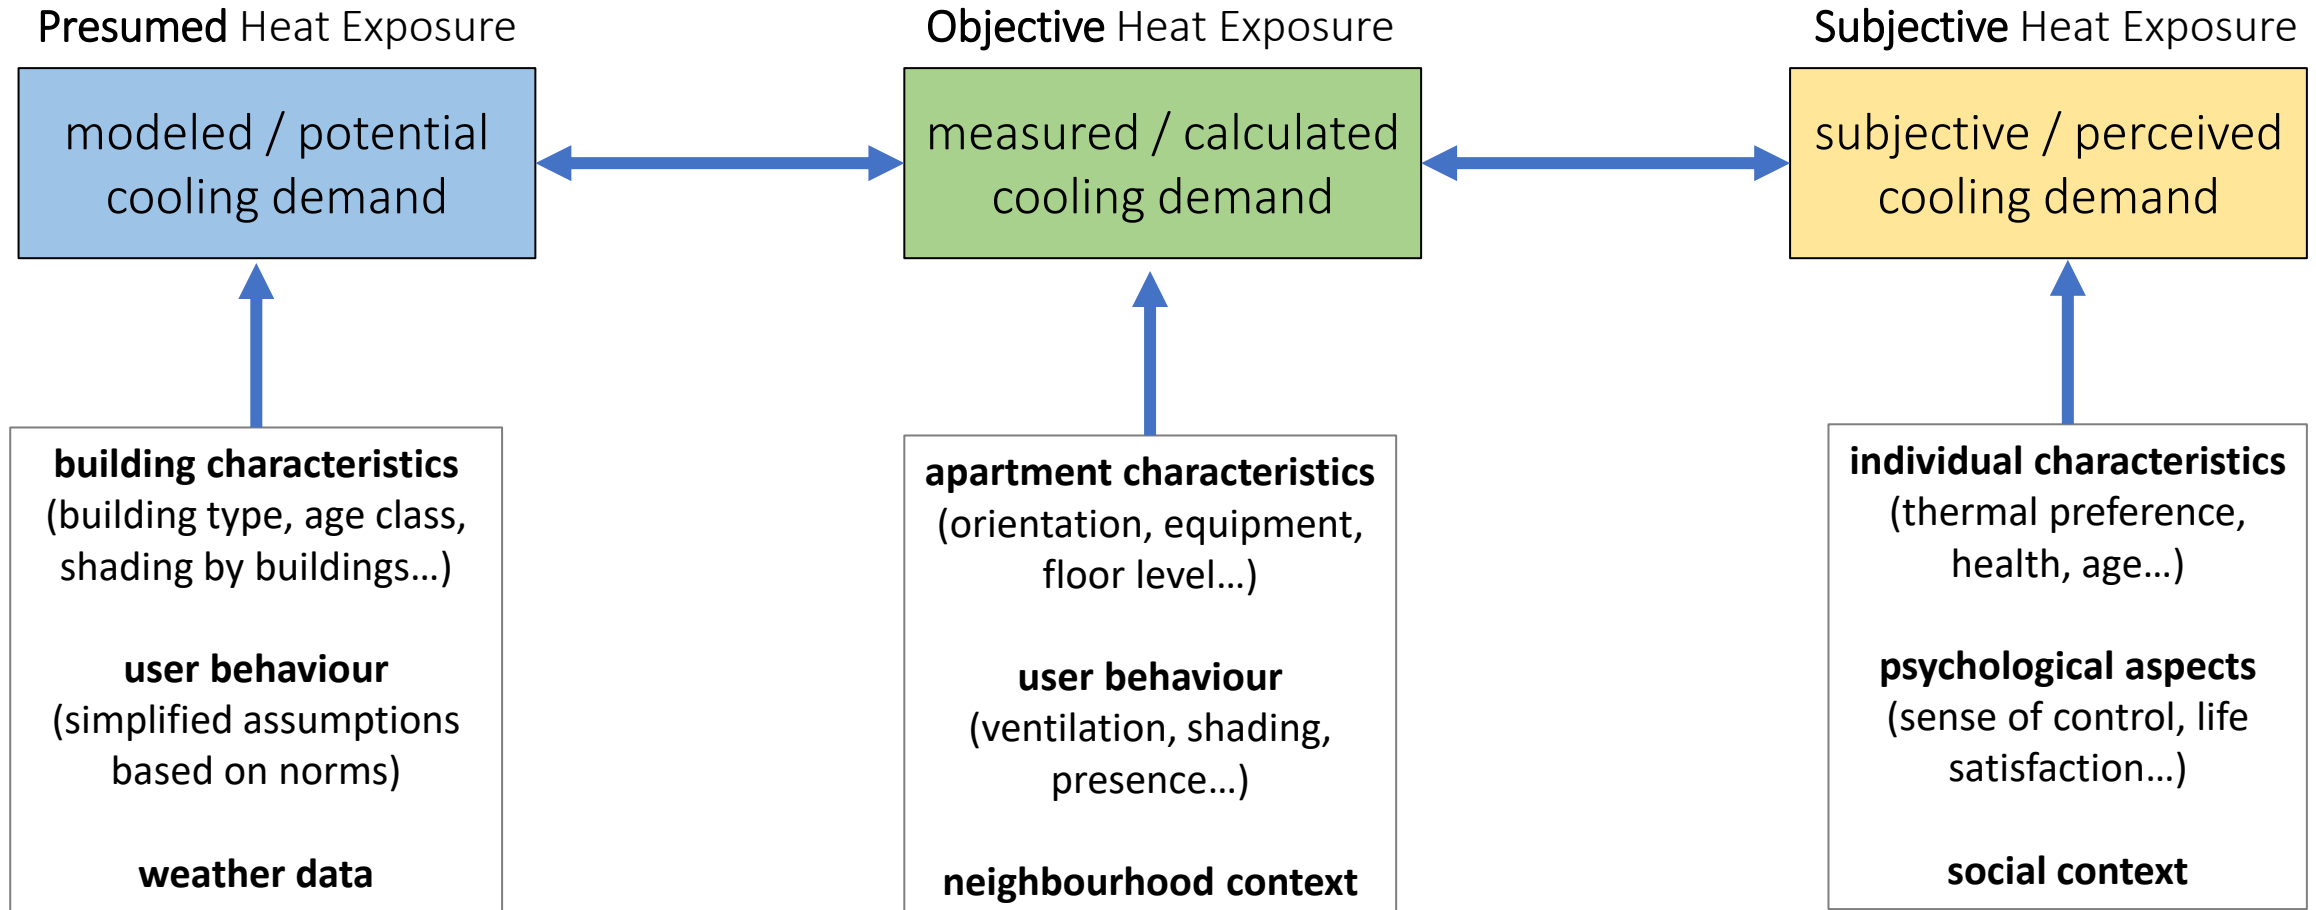 Presumed Heat Exposure
modeled / potential
cooling demand
building characteristics
(building type, age class,
shading by buildings...)
user behaviour
(simplified assumptions
based on norms)
weather data
Objective Heat Exposure
measured / calculated
cooling demand
apartment characteristics
(orientation, equipment,
floor level...)
user behaviour
(ventilation, shading,
presence...)
neighbourhood context
Subjective Heat Exposure
subjective / perceived
cooling demand
individual characteristics
(thermal preference,
health, age...)
psychological aspects
(sense of control, life
satisfaction...)
social context